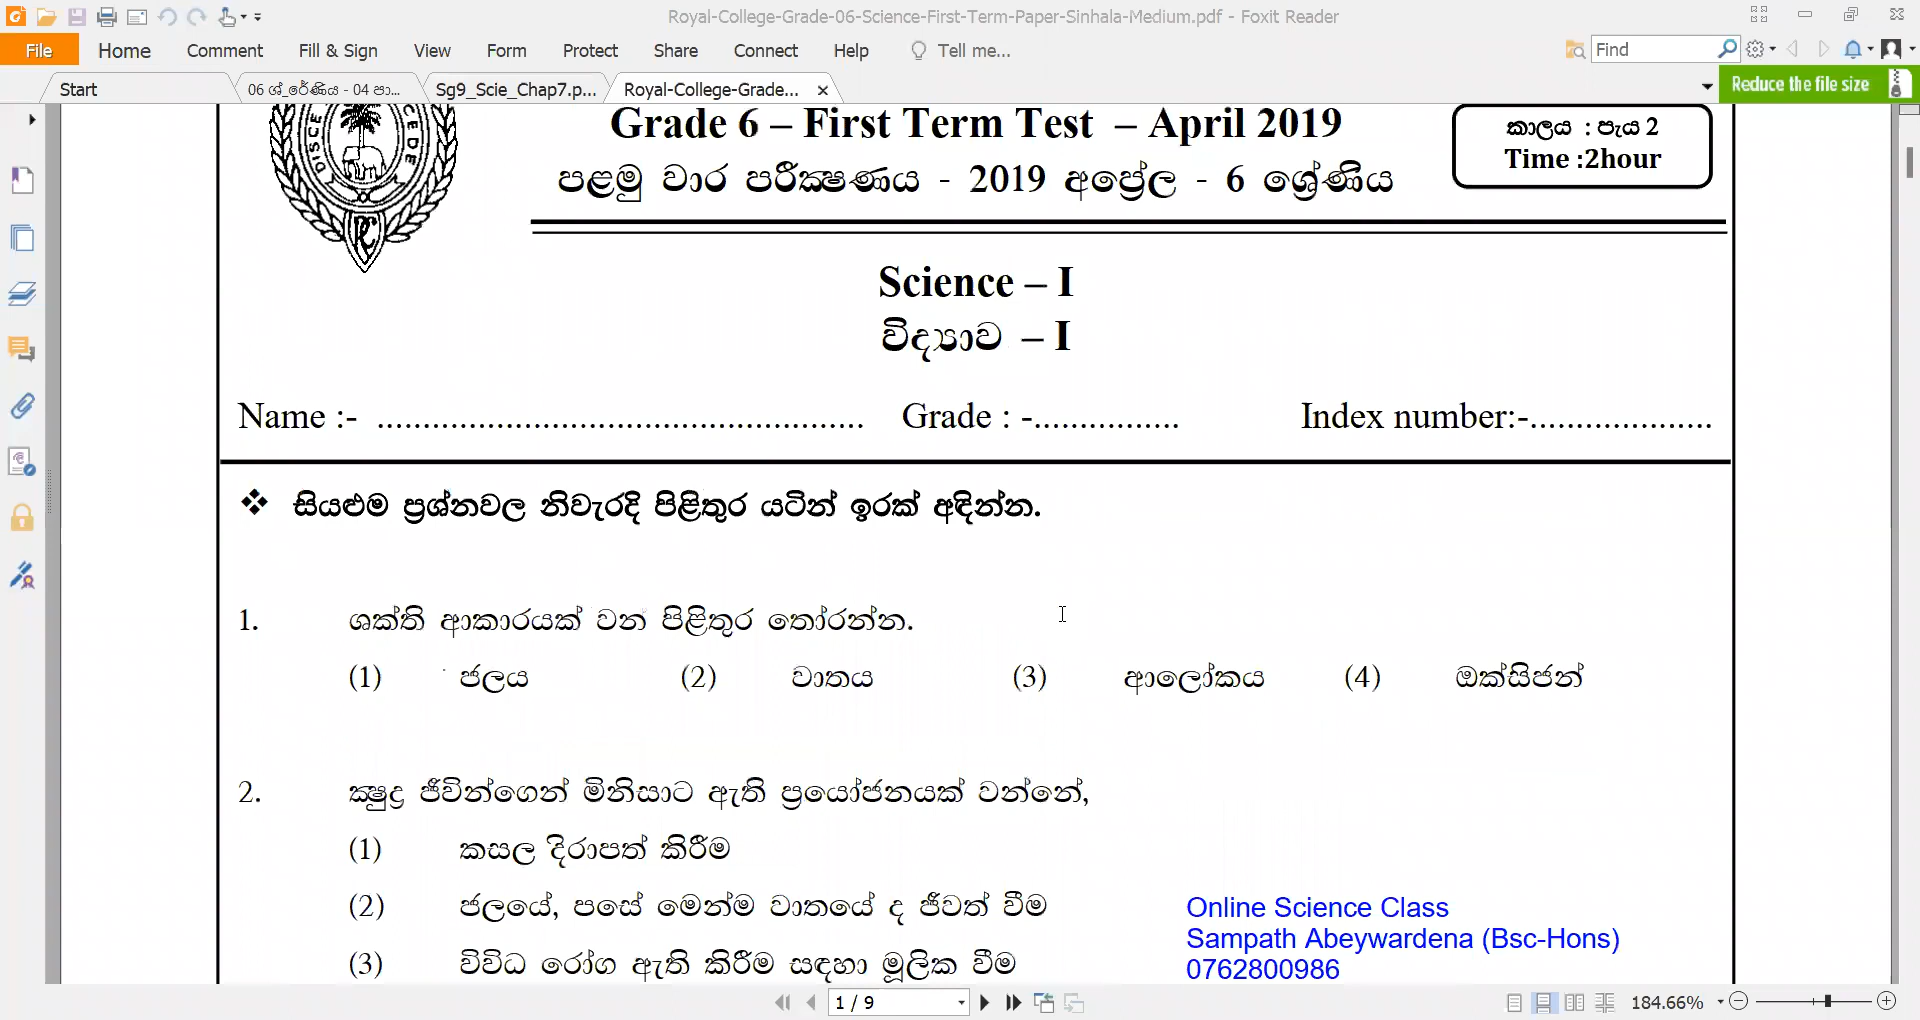 Royal-College-Grade-06-Science-First-Term-Paper-Sinhala-Medium.pdf - Foxit Reader
File Home Comment Fill & Sign View Form Protect Share Connect Help Tell me... Find
Start 06 ශ්‍රේණිය - 04 පා... Sg9_Scie_Chap7.p... Royal-College-Grade... Reduce the file size
DISCE CEDE
Grade 6 – First Term Test – April 2019
පළමු වාර පරීක්ෂණය - 2019 අප්‍රේල - 6 ශ්‍රේණිය
කාලය : පැය 2
Time :2hour
Science – I
විද්‍යාව – I
Name :- ..................................................... Grade : -................ Index number:-....................
❖ සියළුම ප්‍රශ්නවල නිවැරදි පිළිතුර යටින් ඉරක් අඳින්න.
1. ශක්ති ආකාරයක් වන පිළිතුර තෝරන්න.
(1) ජලය (2) වාතය (3) ආලෝකය (4) ඔක්සිජන්
2. ක්ෂුද්‍ර ජීවින්ගෙන් මිනිසාට ඇති ප්‍රයෝජනයක් වන්නේ,
(1) කසල දිරාපත් කිරීම
(2) ජලයේ, පසේ මෙන්ම වාතයේ ද ජීවත් වීම
(3) විවිධ රෝග ඇති කිරීම සඳහා මූලික වීම
Online Science Class
Sampath Abeywardena (Bsc-Hons)
0762800986
1 / 9 184.66%